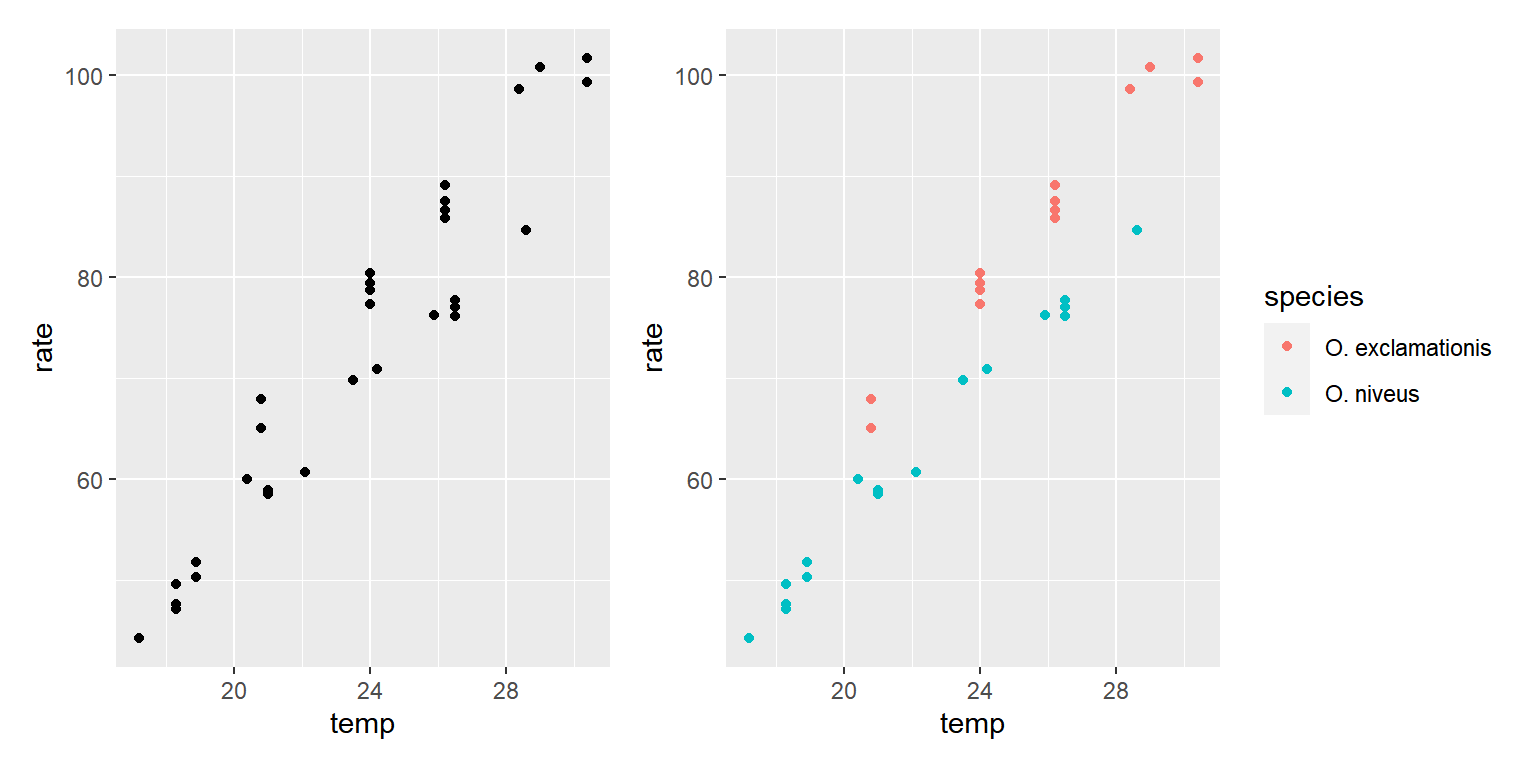 100
80
60
rate
20 24 28
temp
100
80
60
rate
20 24 28
temp
species
O. exclamationis
O. niveus